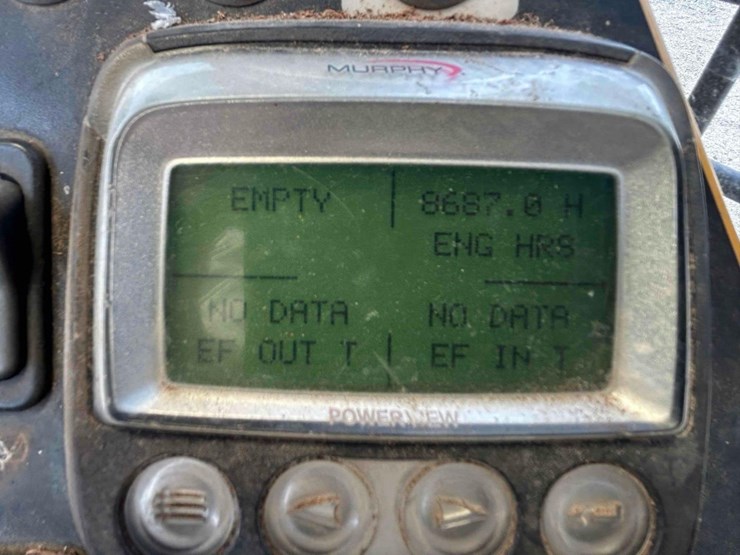 MURPHY
EMPTY
8687.0 H
ENG HRS
NO DATA
NO DATA
EF OUT T
EF IN T
POWERVIEW